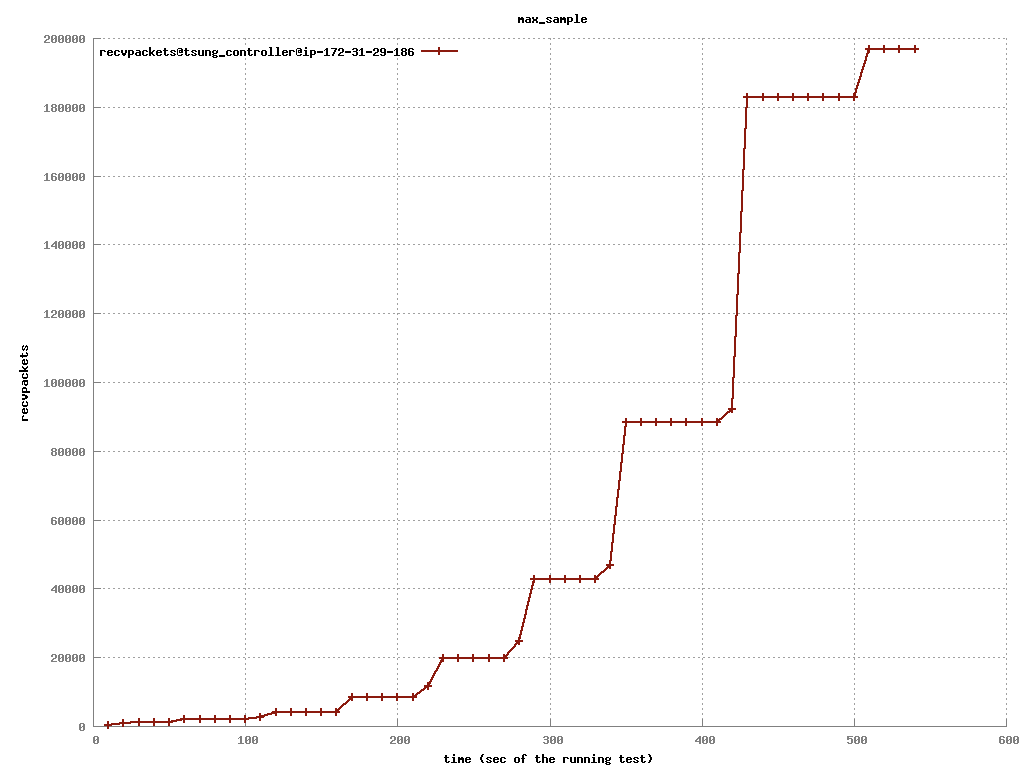 max_sample
recvpackets@tsung_controller@ip-172-31-29-186
200000
180000
160000
140000
120000
100000
80000
60000
40000
20000
0
recvpackets
0 100 200 300 400 500 600
time (sec of the running test)